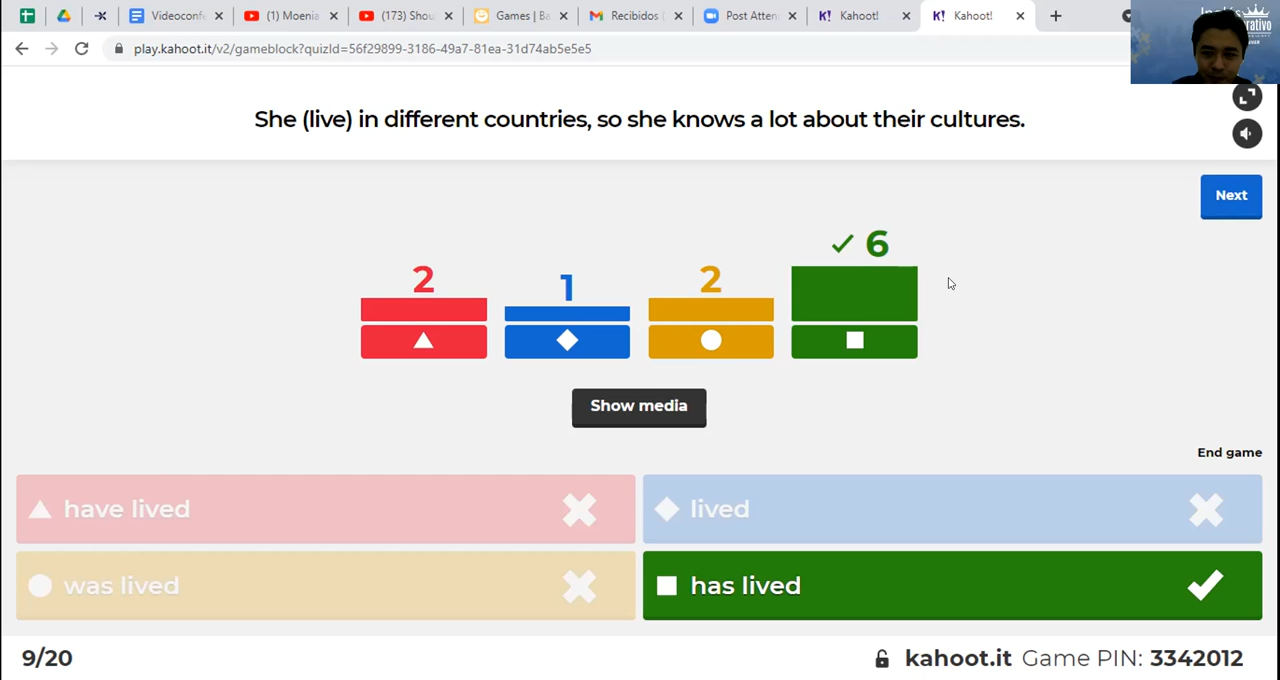 Videoconfe
(1) Moenia
(173) Shou
Games | Ba
Recibidos
Post Atten
Kahoot!
Kahoot!
play.kahoot.it/v2/gameblock?quizId=56f29899-3186-49a7-81ea-31d74ab5e5e5
She (live) in different countries, so she knows a lot about their cultures.
Next
2
1
2
6
Show media
End game
have lived
lived
was lived
has lived
9/20
kahoot.it Game PIN: 3342012